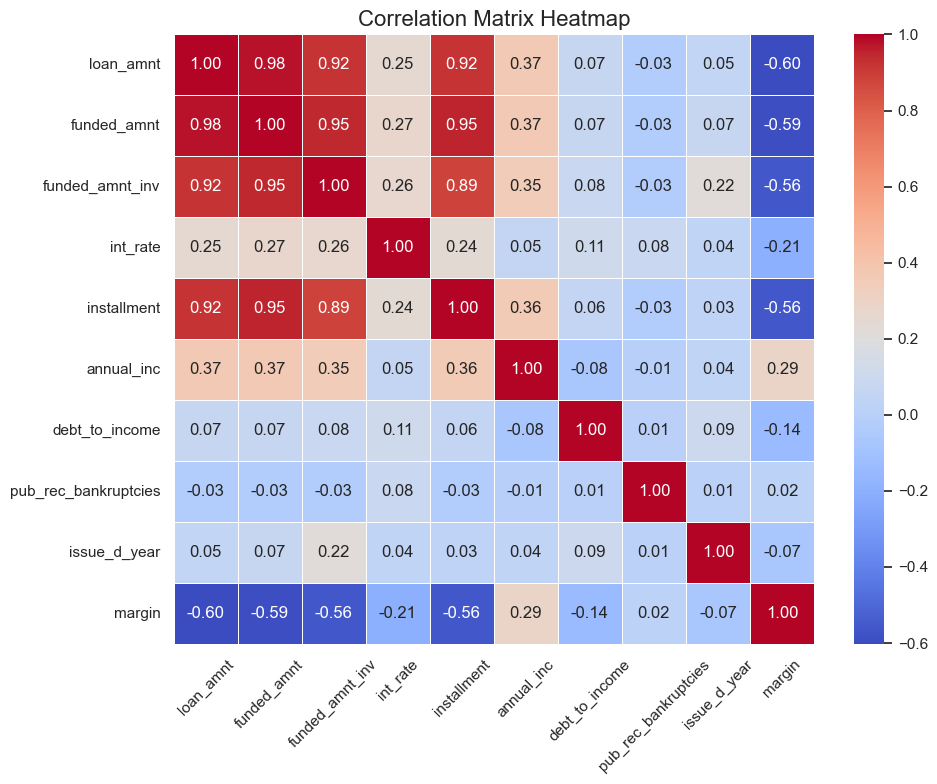 Correlation Matrix Heatmap
loan_amnt 1.00 0.98 0.92 0.25 0.92 0.37 0.07 -0.03 0.05 -0.60
funded_amnt 0.98 1.00 0.95 0.27 0.95 0.37 0.07 -0.03 0.07 -0.59
funded_amnt_inv 0.92 0.95 1.00 0.26 0.89 0.35 0.08 -0.03 0.22 -0.56
int_rate 0.25 0.27 0.26 1.00 0.24 0.05 0.11 0.08 0.04 -0.21
installment 0.92 0.95 0.89 0.24 1.00 0.36 0.06 -0.03 0.03 -0.56
annual_inc 0.37 0.37 0.35 0.05 0.36 1.00 -0.08 -0.01 0.04 0.29
debt_to_income 0.07 0.07 0.08 0.11 0.06 -0.08 1.00 0.01 0.09 -0.14
pub_rec_bankruptcies -0.03 -0.03 -0.03 0.08 -0.03 -0.01 0.01 1.00 0.01 0.02
issue_d_year 0.05 0.07 0.22 0.04 0.03 0.04 0.09 0.01 1.00 -0.07
margin -0.60 -0.59 -0.56 -0.21 -0.56 0.29 -0.14 0.02 -0.07 1.00
loan_amnt
funded_amnt
funded_amnt_inv
int_rate
installment
annual_inc
debt_to_income
pub_rec_bankruptcies
issue_d_year
margin
1.0
0.8
0.6
0.4
0.2
0.0
−0.2
−0.4
−0.6